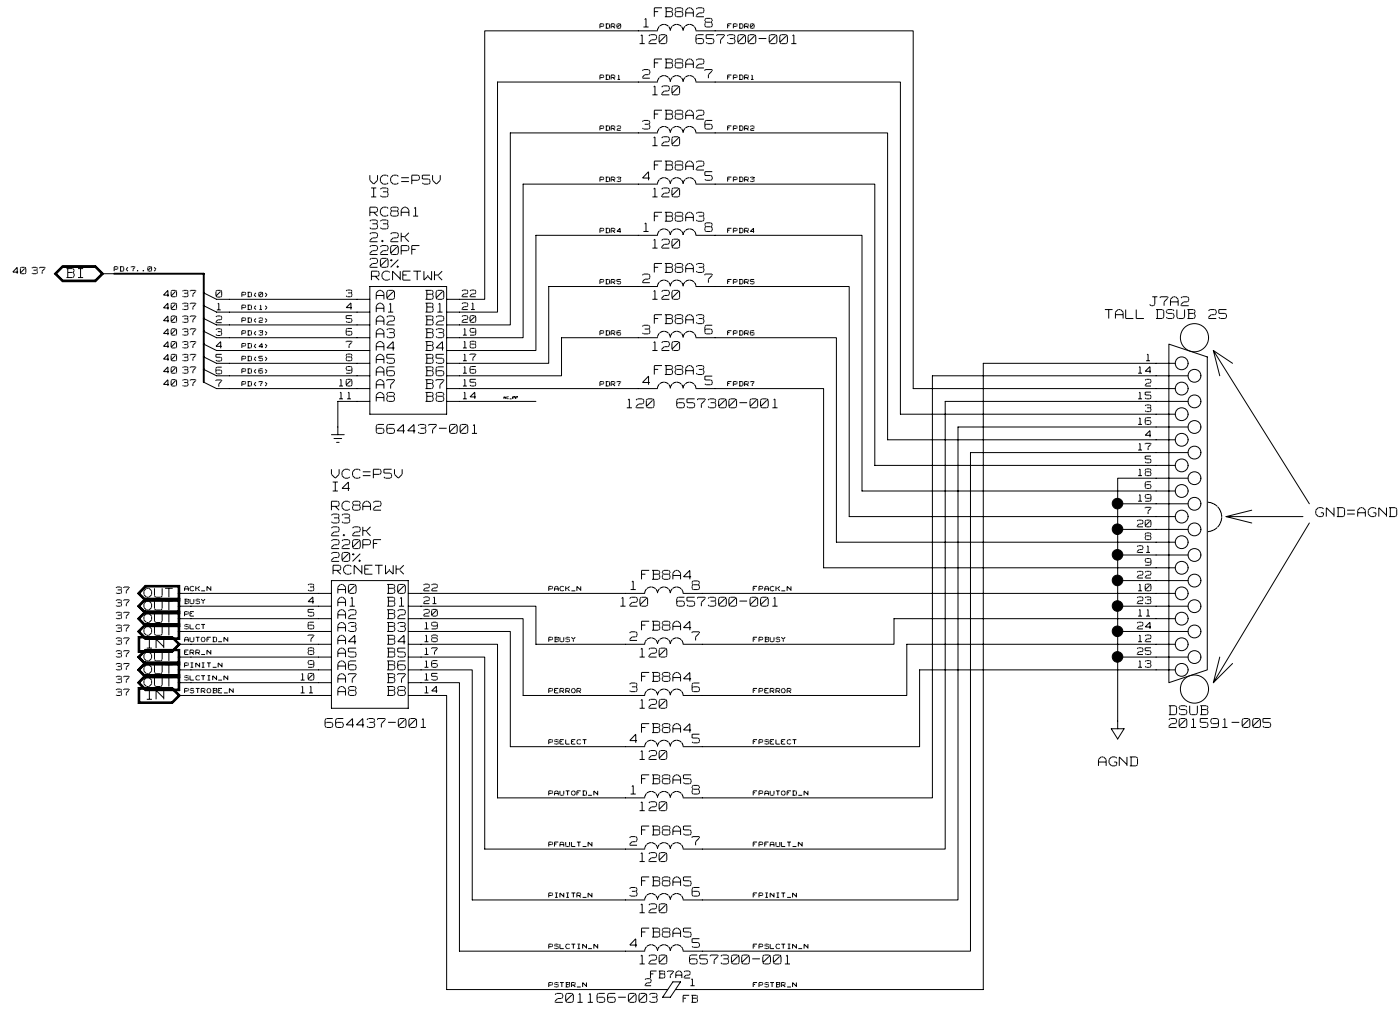 FB8A2
PDR0 1 8 FPDR0
120 657300-001
FB8A2
PDR1 2 7 FPDR1
120
FB8A2
PDR2 3 6 FPDR2
120
FB8A2
PDR3 4 5 FPDR3
120
FB8A3
PDR4 1 8 FPDR4
120
FB8A3
PDR5 2 7 FPDR5
120
FB8A3
PDR6 3 6 FPDR6
120
FB8A3
PDR7 4 5 FPDR7
120 657300-001
VCC=P5V
I3
RC8A1
33
2.2K
220PF
20%
RCNETWK
40 37 BI PD(7..0)
40 37 0 PD(0) 3 A0 B0 22
40 37 1 PD(1) 4 A1 B1 21
40 37 2 PD(2) 5 A2 B2 20
40 37 3 PD(3) 6 A3 B3 19
40 37 4 PD(4) 7 A4 B4 18
40 37 5 PD(5) 8 A5 B5 17
40 37 6 PD(6) 9 A6 B6 16
40 37 7 PD(7) 10 A7 B7 15
11 A8 B8 14
664437-001
VCC=P5V
I4
RC8A2
33
2.2K
220PF
20%
RCNETWK
37 OUT ACK_N 3 A0 B0 22
37 OUT BUSY 4 A1 B1 21
37 OUT PE 5 A2 B2 20
37 OUT SLCT 6 A3 B3 19
37 IN AUTOFD_N 7 A4 B4 18
37 OUT ERR_N 8 A5 B5 17
37 OUT PINIT_N 9 A6 B6 16
37 OUT SLCTIN_N 10 A7 B7 15
37 IN PSTROBE_N 11 A8 B8 14
664437-001
FB8A4
PACK_N 1 8 FPACK_N
120 657300-001
FB8A4
PBUSY 2 7 FPBUSY
120
FB8A4
PERROR 3 6 FPERROR
120
FB8A4
PSELECT 4 5 FPSELECT
120
FB8A5
PAUTOFD_N 1 8 FPAUTOFD_N
120
FB8A5
PFAULT_N 2 7 FPFAULT_N
120
FB8A5
PINITR_N 3 6 FPINIT_N
120
FB8A5
PSLCTIN_N 4 5 FPSLCTIN_N
120 657300-001
FB7A2
PSTBR_N 2 1 FPSTBR_N
201166-003 FB
J7A2
TALL DSUB 25
1
14
2
15
3
16
4
17
5
18
6
19
7
20
8
21
9
22
10
23
11
24
12
25
13
GND=AGND
DSUB
201591-005
AGND